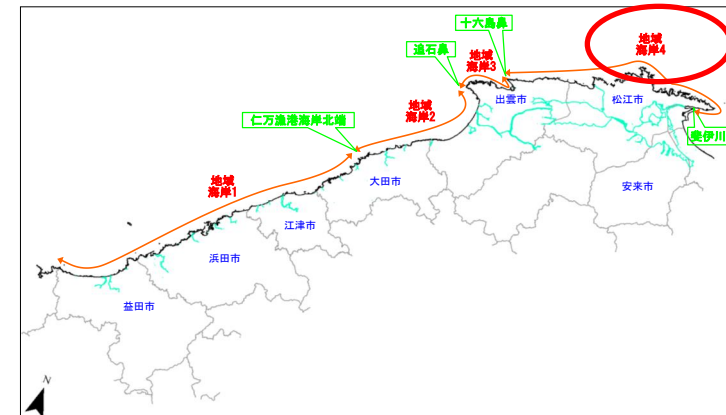 十六島鼻
追石鼻
地域
海岸3
地域
海岸4
出雲市
松江市
斐伊川
仁万漁港海岸北端
地域
海岸2
大田市
安来市
地域
海岸1
江津市
浜田市
益田市
N